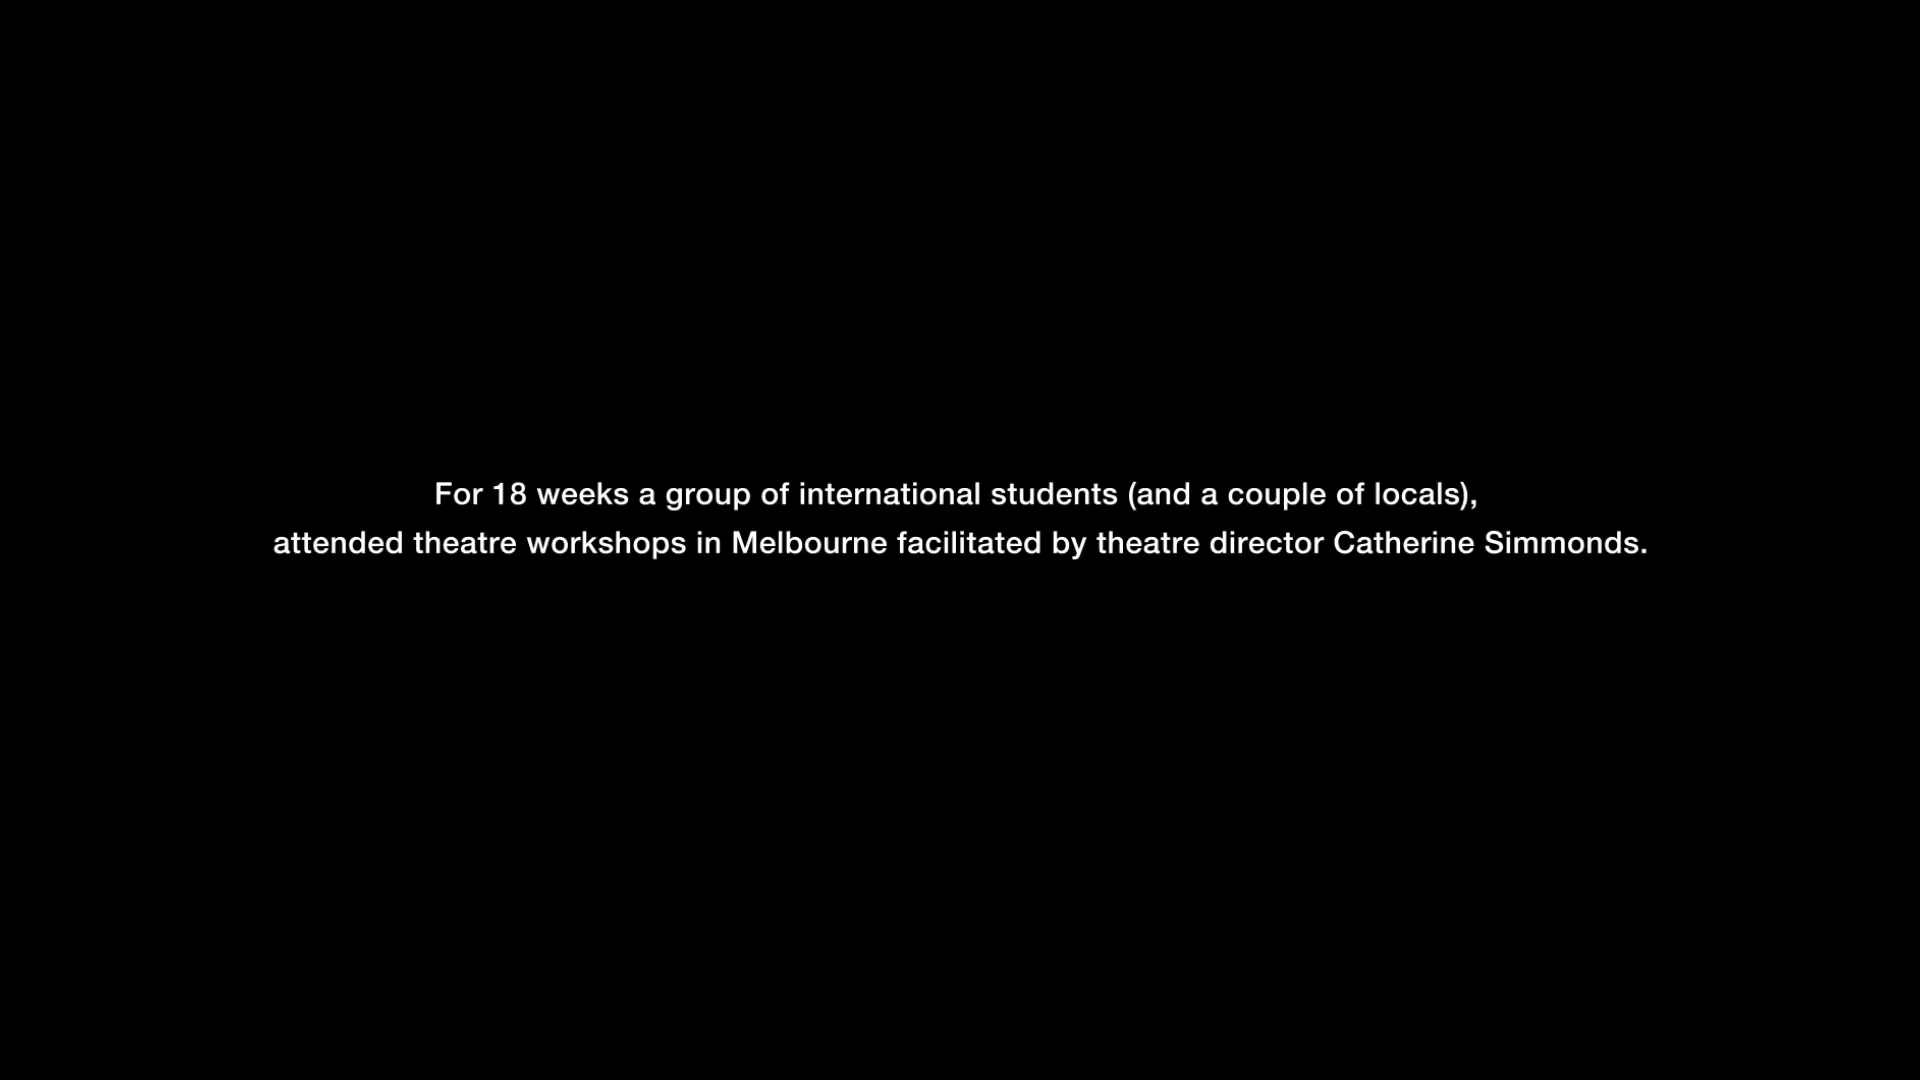 For 18 weeks a group of international students (and a couple of locals),
attended theatre workshops in Melbourne facilitated by theatre director Catherine Simmonds.